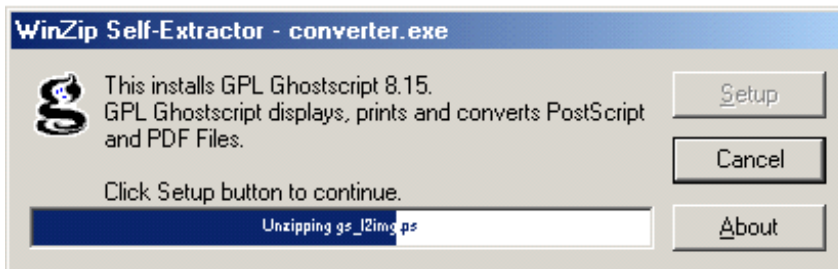 WinZip Self-Extractor - converter.exe
This installs GPL Ghostscript 8.15.
GPL Ghostscript displays, prints and converts PostScript
and PDF Files.
Click Setup button to continue.
Unzipping gs_l2img.ps
Setup
Cancel
About